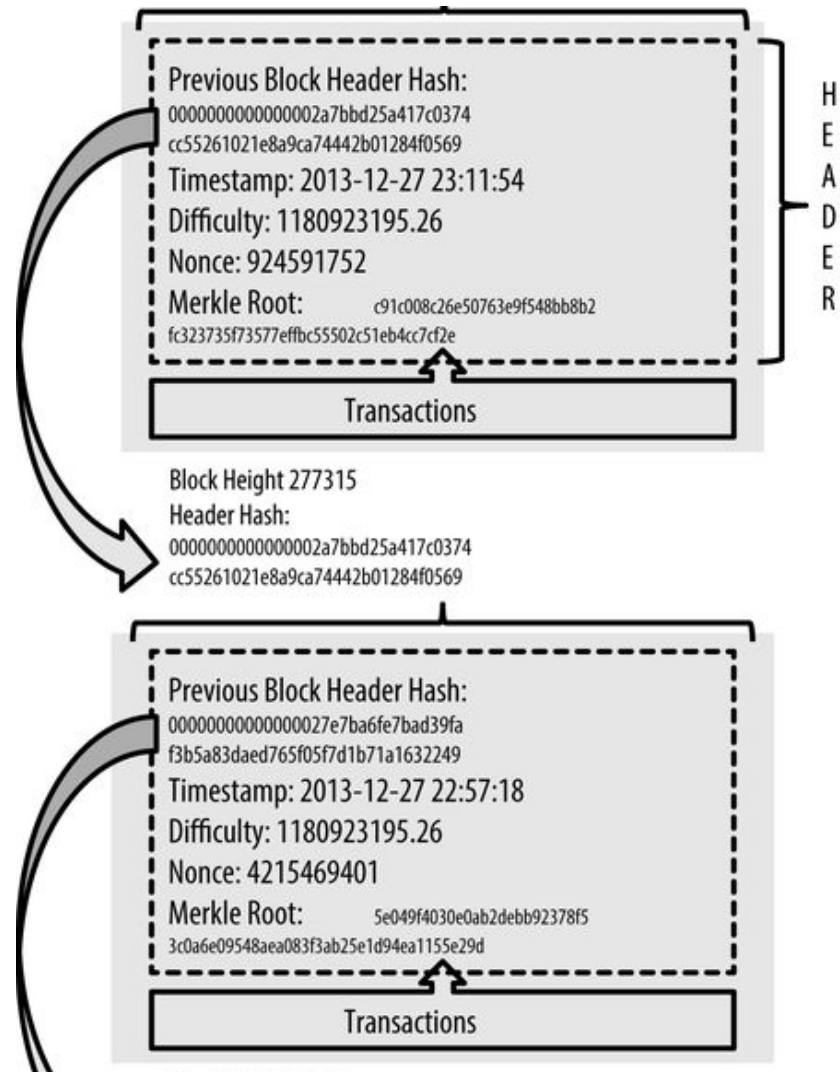 Previous Block Header Hash:
0000000000000002a7bbd25a417c0374
cc55261021e8a9ca74442b01284f0569
Timestamp: 2013-12-27 23:11:54
Difficulty: 1180923195.26
Nonce: 924591752
Merkle Root: c91c008c26e50763e9f548bb8b2
fc323735f73577effbc55502c51eb4cc7cf2e
Transactions
HEADER
Block Height 277315
Header Hash:
0000000000000002a7bbd25a417c0374
cc55261021e8a9ca74442b01284f0569
Previous Block Header Hash:
00000000000000027e7ba6fe7bad39fa
f3b5a83daed765f05f7d1b71a1632249
Timestamp: 2013-12-27 22:57:18
Difficulty: 1180923195.26
Nonce: 4215469401
Merkle Root: 5e049f4030e0ab2debb92378f5
3c0a6e09548aea083f3ab25e1d94ea1155e29d
Transactions